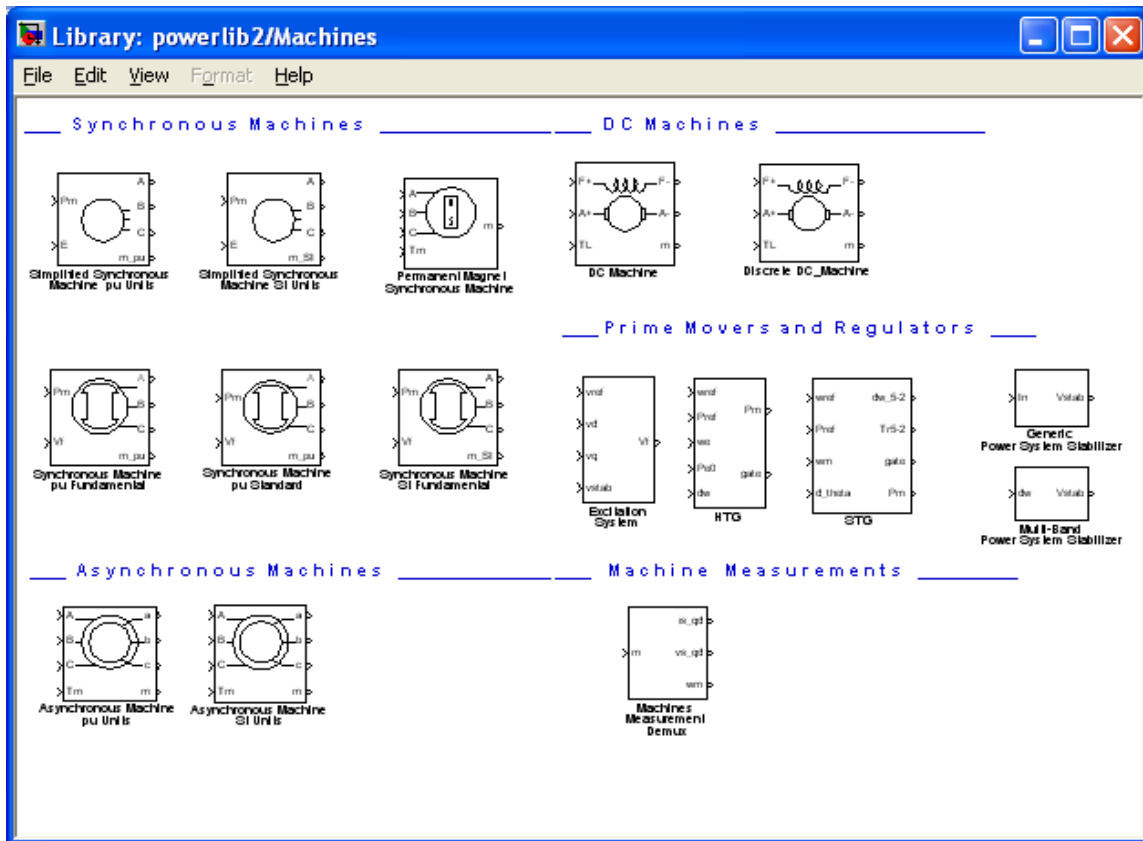 Library: powerlib2/Machines
File Edit View Format Help
Synchronous Machines
DC Machines
Pm
E
A
B
C
m_pu
Simplified Synchronous
Machine pu Units
Pm
E
A
B
C
m_SI
Simplified Synchronous
Machine SI Units
A
B
C
Tm
N
S
m
Permanent Magnet
Synchronous Machine
F+
F-
A+
A-
TL
m
DC Machine
F+
F-
A+
A-
TL
m
Discrete DC_Machine
Prime Movers and Regulators
Pm
Vf
A
B
C
m_pu
Synchronous Machine
pu Fundamental
Pm
Vf
A
B
C
m_pu
Synchronous Machine
pu Standard
Pm
Vf
A
B
C
m_SI
Synchronous Machine
SI Fundamental
vref
vd
vq
vstab
Vf
Excitation
System
wref
Pref
we
Pe0
dw
Pm
gate
HTG
wref
Pref
wm
d_theta
dw_5-2
Tr5-2
gate
Pm
STG
In
Vstab
Generic
Power System Stabilizer
dw
Vstab
Multi-Band
Power System Stabilizer
Asynchronous Machines
Machine Measurements
A
B
C
Tm
a
b
c
m
Asynchronous Machine
pu Units
A
B
C
Tm
a
b
c
m
Asynchronous Machine
SI Units
m
is_qd
vs_qd
wm
Machines
Measurement
Demux